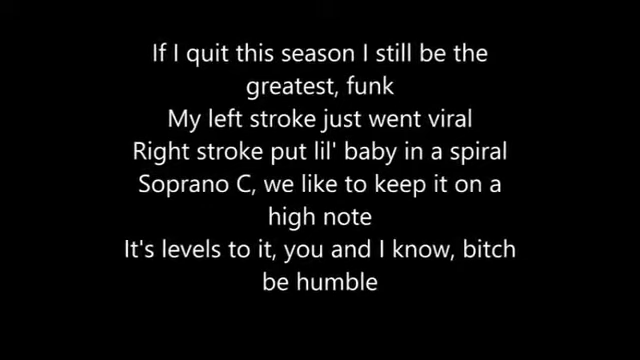 If I quit this season I still be the
greatest, funk
My left stroke just went viral
Right stroke put lil' baby in a spiral
Soprano C, we like to keep it on a
high note
It's levels to it, you and I know, bitch
be humble